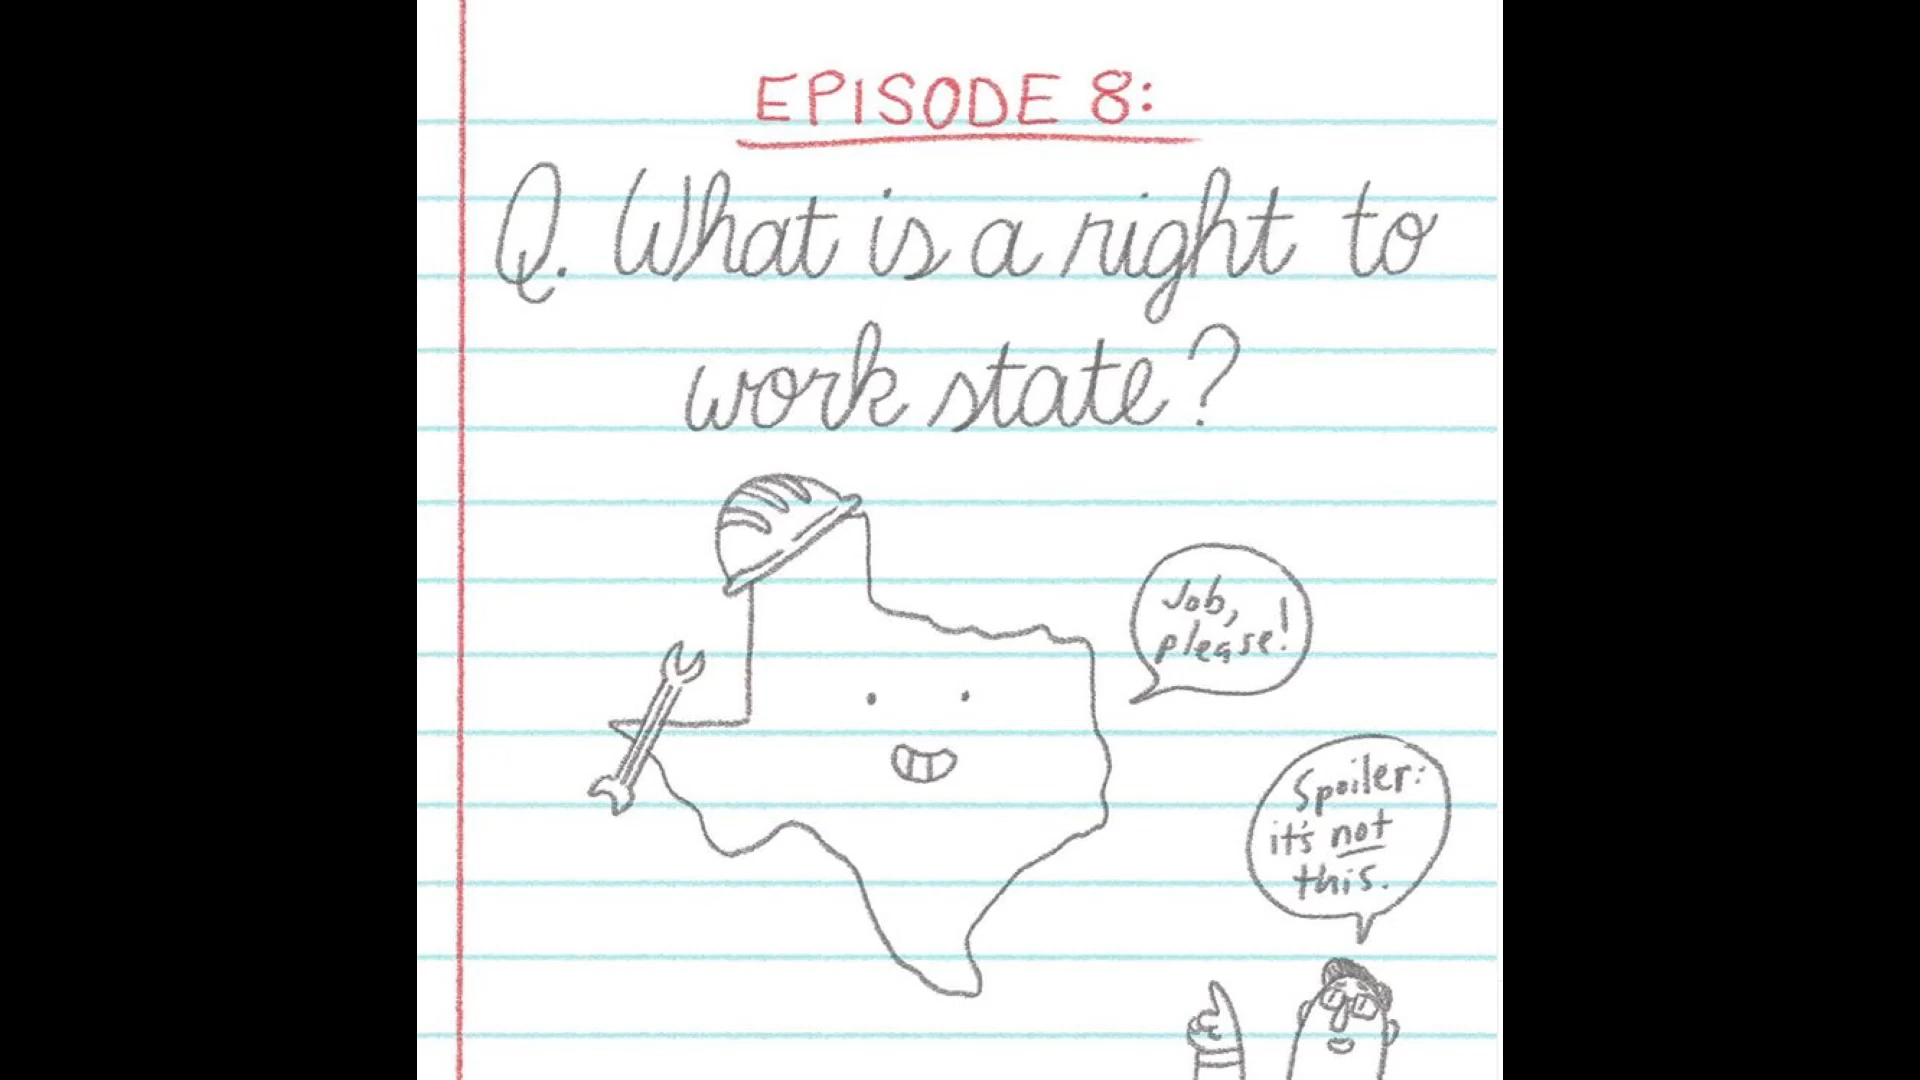 EPISODE 8:
Q. What is a right to
work state?
Job,
please!
Spoiler:
it's not
this.